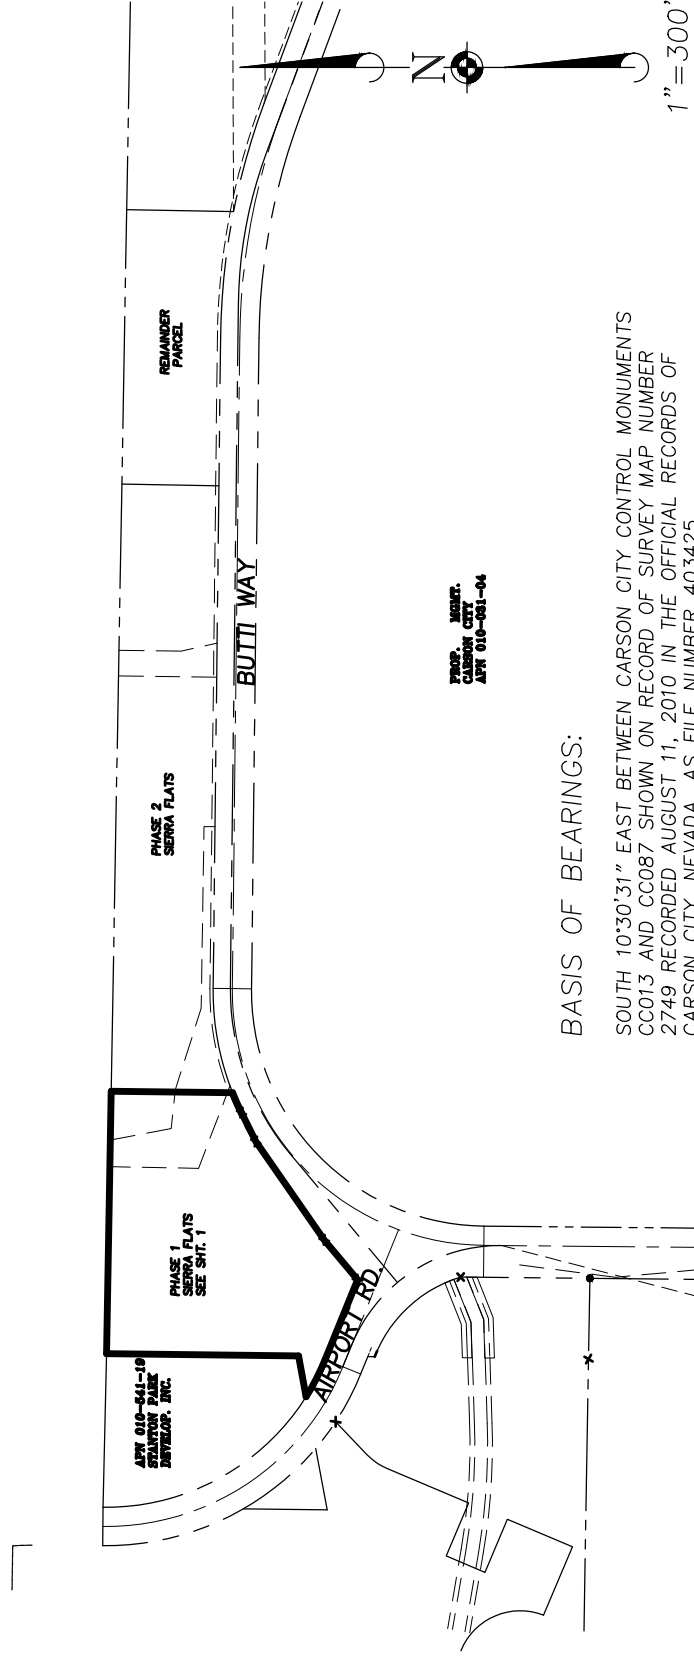 REMAINDER
PARCEL
PHASE 2
SIERRA FLATS
BUTTI WAY
PROP. MGMT.
CARSON CITY
APN 010-031-04
PHASE 1
SIERRA FLATS
SEE SHT. 1
AIRPORT RD.
APN 010-541-19
STANTON PARK
DEVELOP. INC.
N
1"=300'
BASIS OF BEARINGS:
SOUTH 10°30'31" EAST BETWEEN CARSON CITY CONTROL MONUMENTS
CC013 AND CC087 SHOWN ON RECORD OF SURVEY MAP NUMBER
2749 RECORDED AUGUST 11, 2010 IN THE OFFICIAL RECORDS OF
CARSON CITY, NEVADA, AS FILE NUMBER 403425